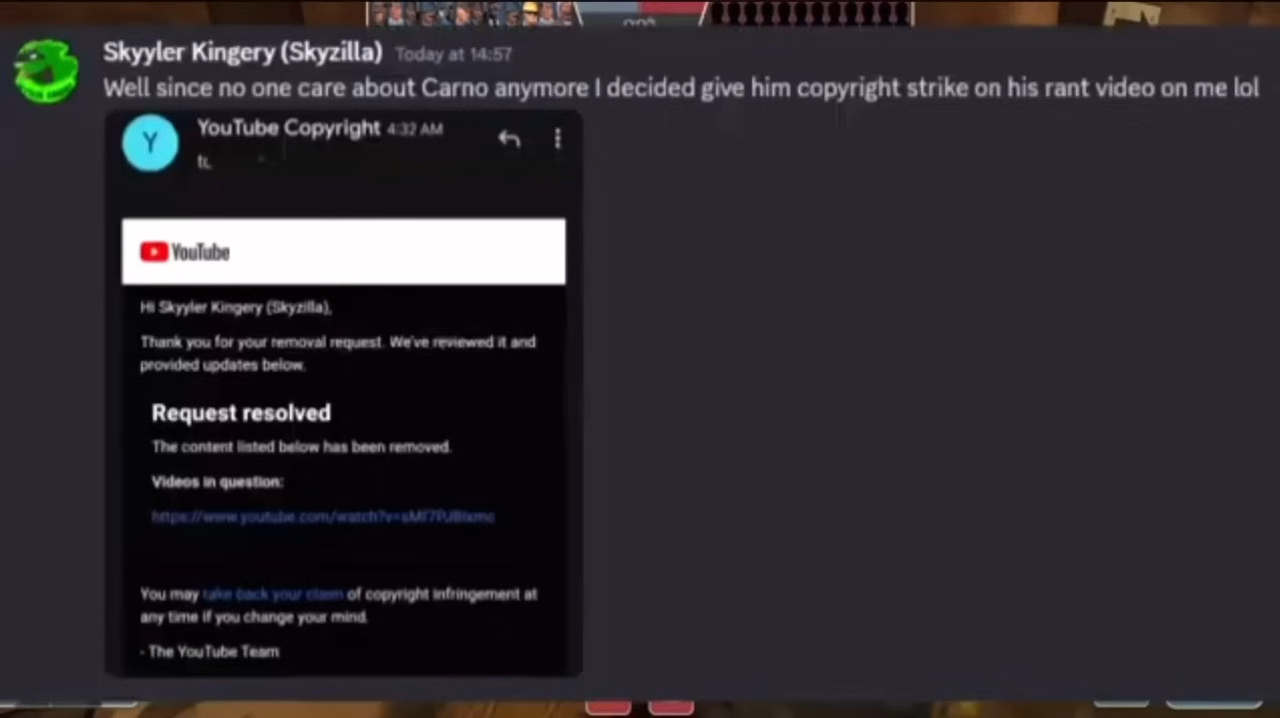 Skyyler Kingery (Skyzilla) Today at 14:57
Well since no one care about Carno anymore I decided give him copyright strike on his rant video on me lol
Y
YouTube Copyright 4:32 AM
YouTube
Hi Skyyler Kingery (Skyzilla),
Thank you for your removal request. We've reviewed it and
provided updates below.
Request resolved
The content listed below has been removed.
Videos in question:
You may take back your claim of copyright infringement at
any time if you change your mind.
- The YouTube Team